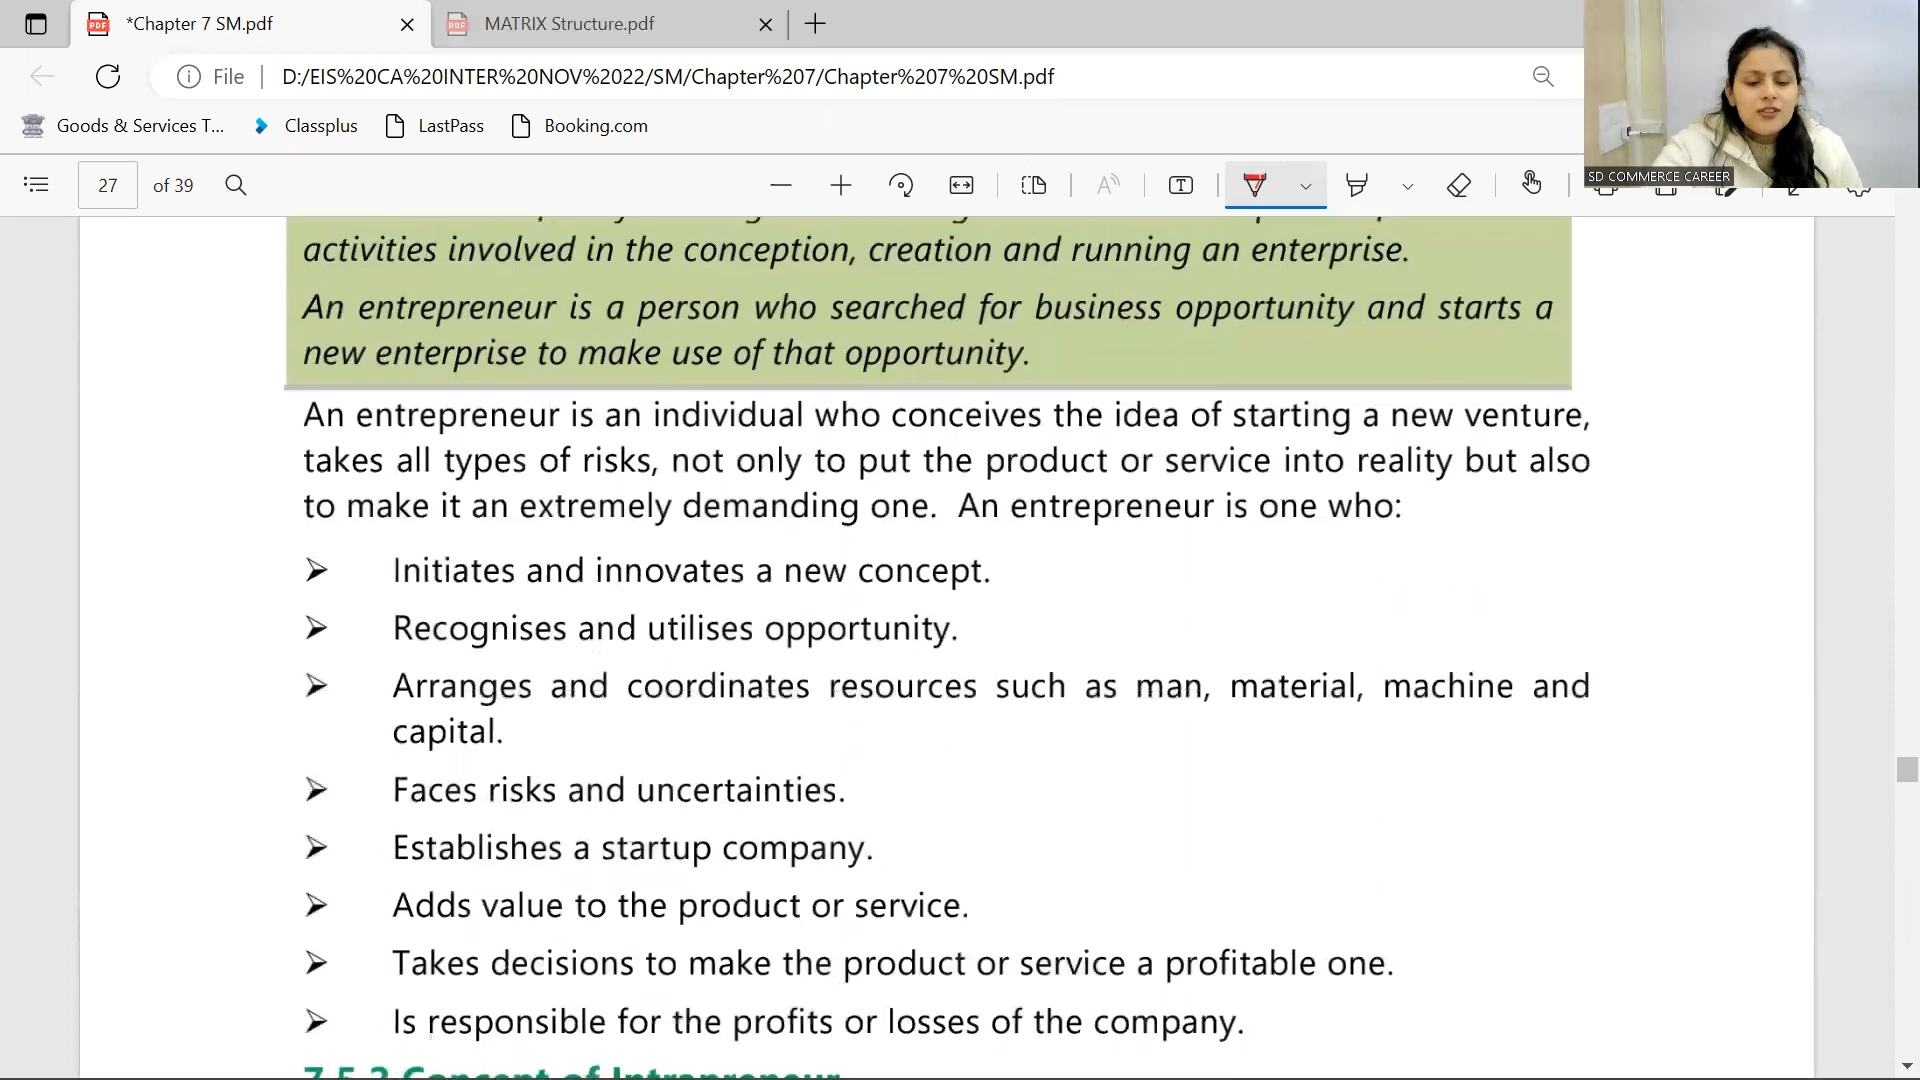 *Chapter 7 SM.pdf
MATRIX Structure.pdf
File
D:/EIS%20CA%20INTER%20NOV%2022/SM/Chapter%207/Chapter%207%20SM.pdf
Goods & Services T...
Classplus
LastPass
Booking.com
SD COMMERCE CAREER
27 of 39
activities involved in the conception, creation and running an enterprise.
An entrepreneur is a person who searched for business opportunity and starts a
new enterprise to make use of that opportunity.
An entrepreneur is an individual who conceives the idea of starting a new venture,
takes all types of risks, not only to put the product or service into reality but also
to make it an extremely demanding one. An entrepreneur is one who:
➢ Initiates and innovates a new concept.
➢ Recognises and utilises opportunity.
➢ Arranges and coordinates resources such as man, material, machine and
capital.
➢ Faces risks and uncertainties.
➢ Establishes a startup company.
➢ Adds value to the product or service.
➢ Takes decisions to make the product or service a profitable one.
➢ Is responsible for the profits or losses of the company.
Concept of Intrapreneur